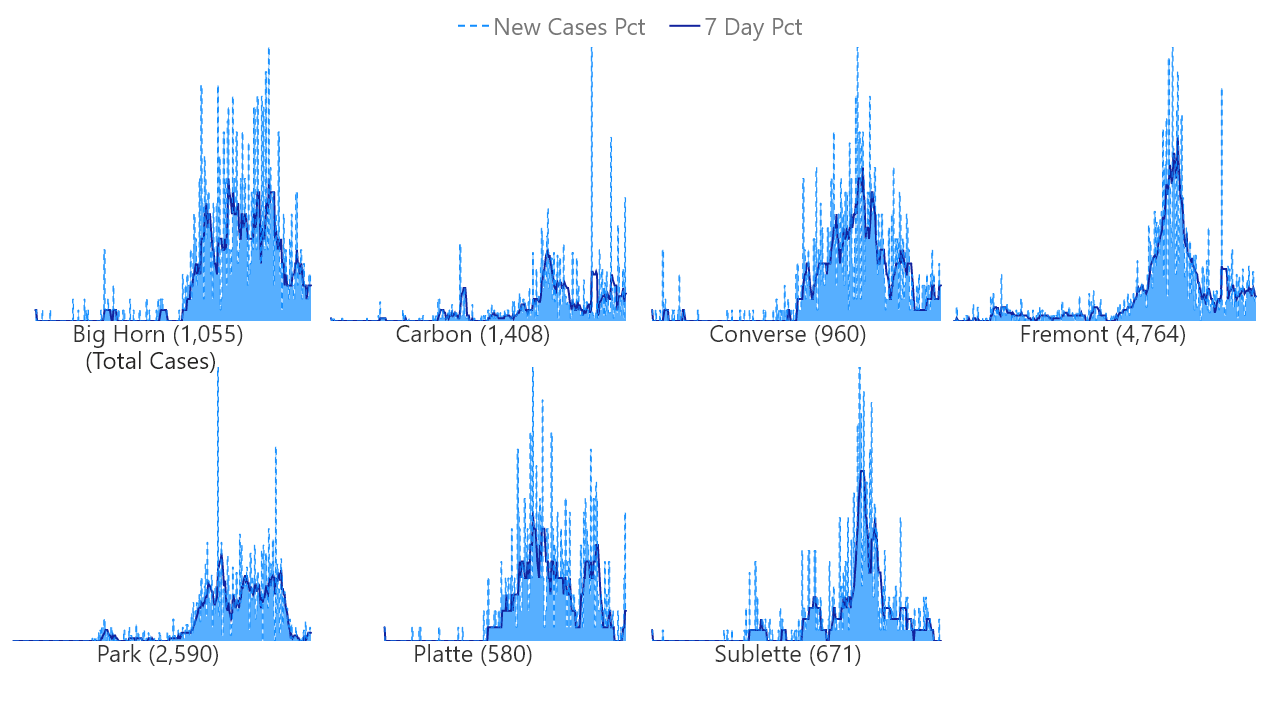 New Cases Pct 7 Day Pct
Big Horn (1,055) Carbon (1,408) Converse (960) Fremont (4,764)
(Total Cases)
Park (2,590) Platte (580) Sublette (671)